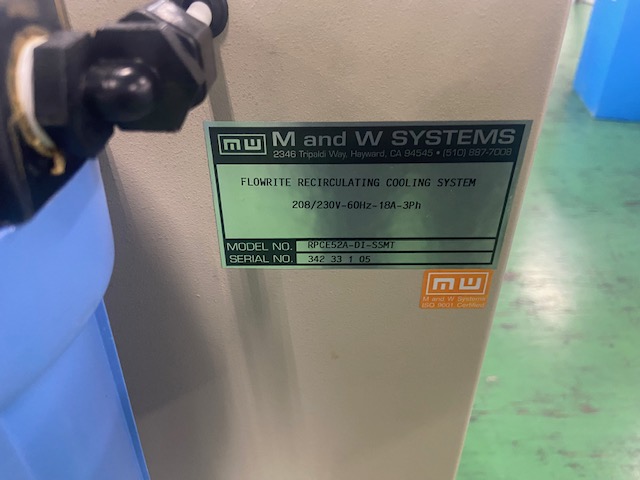 mw M and W SYSTEMS
2346 Tripaldi Way, Hayward, CA 94545 • (510) 887-7008
FLOWRITE RECIRCULATING COOLING SYSTEM
208/230V-60Hz-18A-3Ph
MODEL NO. RPCE52A-DI-SSMT
SERIAL NO. 342 33 1 05
mw
M and W Systems
ISO 9001 Certified